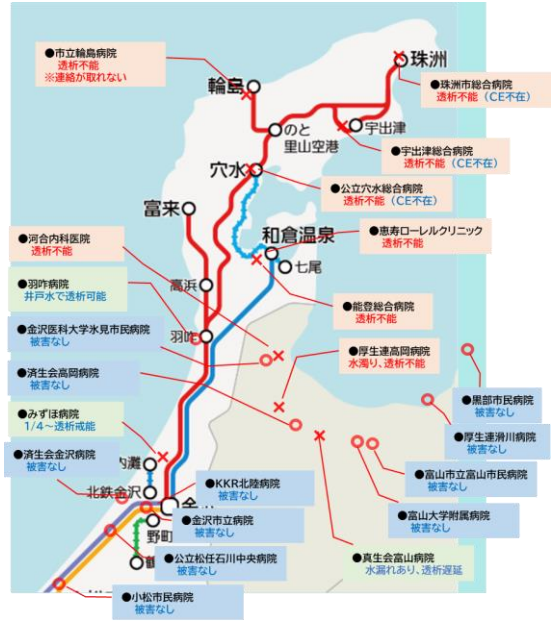 ●市立輪島病院
透析不能
※連絡が取れない
輪島
珠洲
●珠洲市総合病院
透析不能（CE不在）
のと
里山空港
宇出津
●宇出津総合病院
透析不能（CE不在）
穴水
●公立穴水総合病院
透析不能（CE不在）
富来
●河合内科医院
透析不能
和倉温泉
●恵寿ローレルクリニック
透析不能
七尾
●羽咋病院
井戸水で透析可能
高浜
●能登総合病院
透析不能
●金沢医科大学氷見市民病院
被害なし
羽咋
●厚生連高岡病院
水濁り、透析不能
●済生会高岡病院
被害なし
●黒部市民病院
被害なし
●みずほ病院
1/4～透析戒能
●厚生連滑川病院
被害なし
●済生会金沢病院
被害なし
内灘
●富山市立富山市民病院
被害なし
北鉄金沢
●KKR北陸病院
被害なし
●富山大学附属病院
被害なし
●金沢市立病院
被害なし
野町
●公立松任石川中央病院
被害なし
●真生会富山病院
水漏れあり、透析遅延
●小松市民病院
被害なし